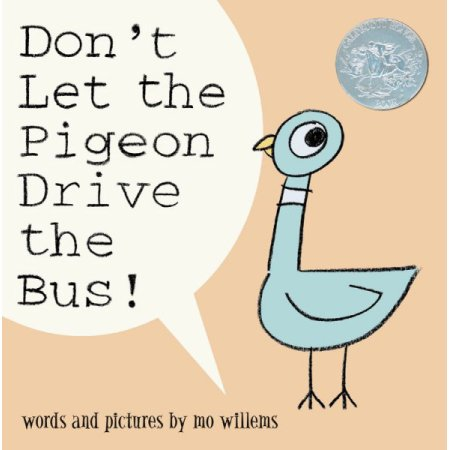 Don't
Let the
Pigeon
Drive
the
Bus!
words and pictures by mo willems